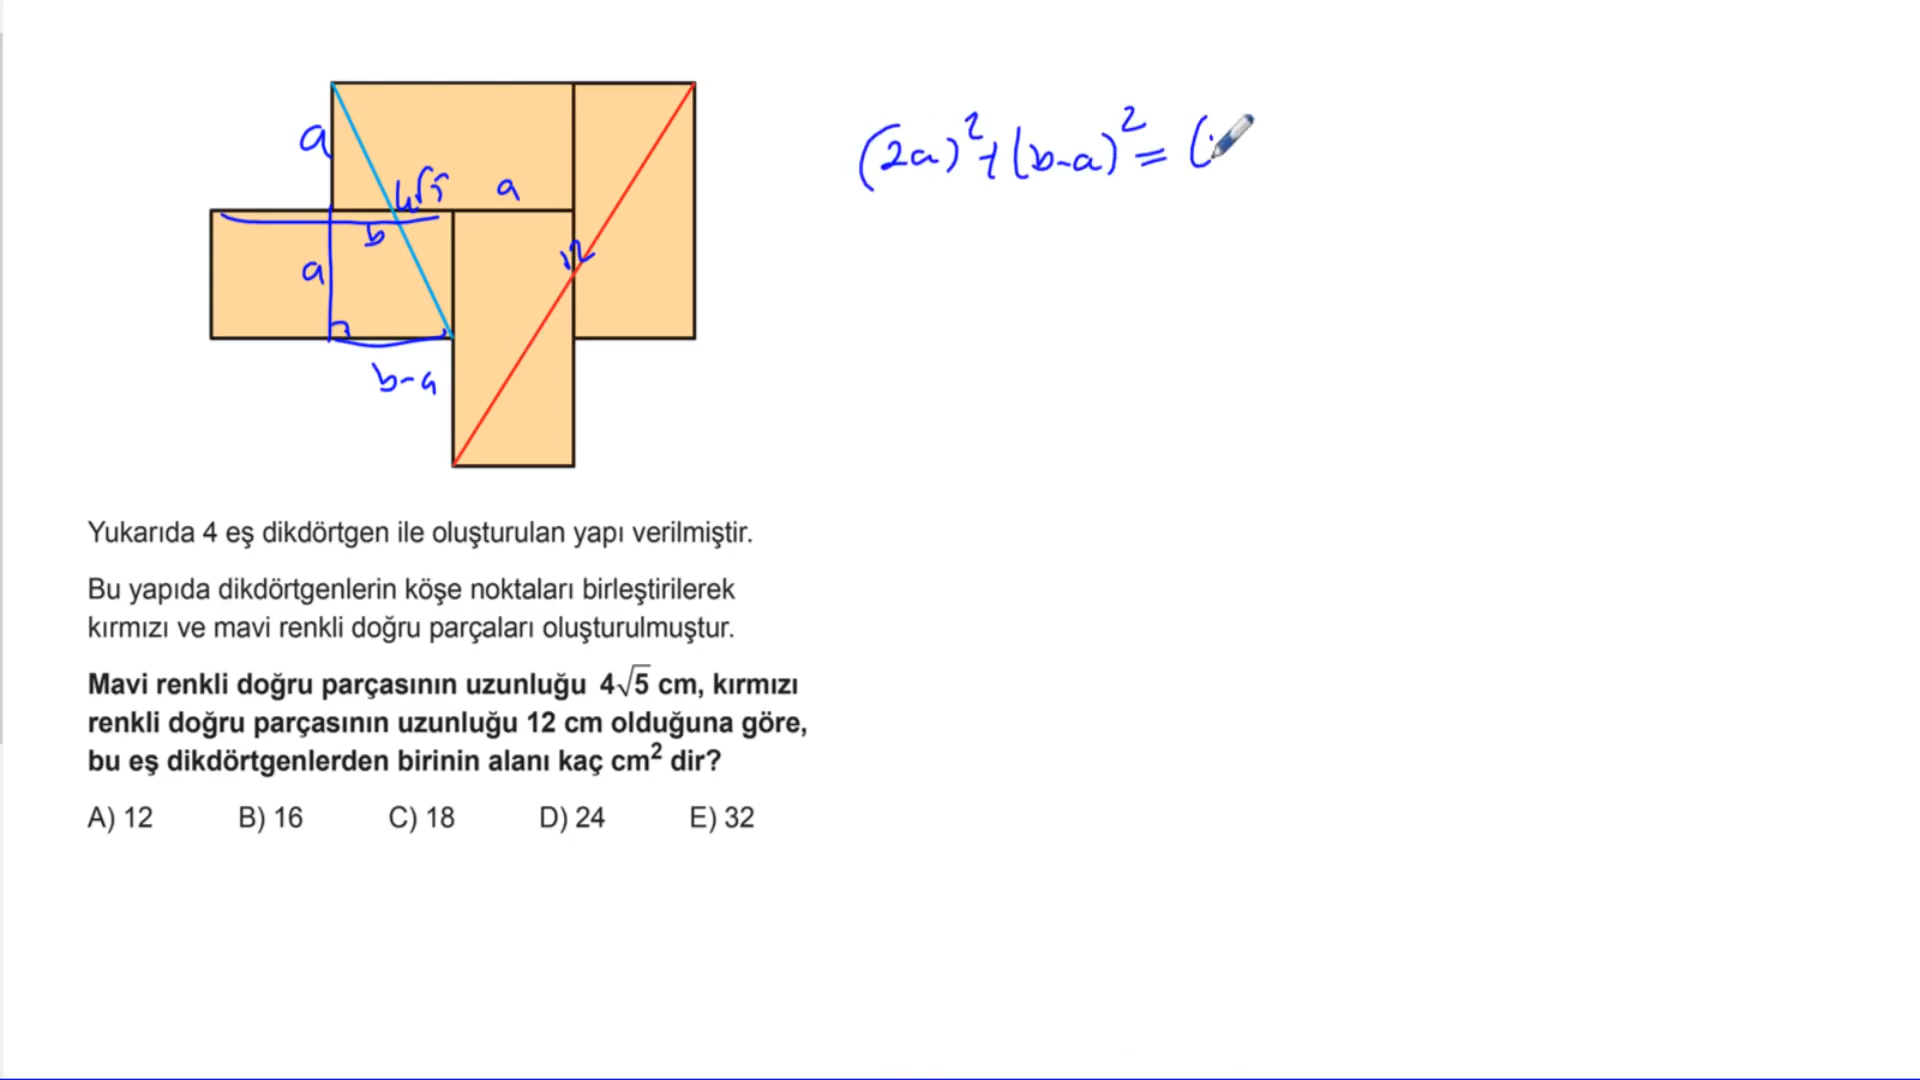 a
(2a)²+(b-a)²=(
4√5
a
b
a
12
b-a
Yukarıda 4 eş dikdörtgen ile oluşturulan yapı verilmiştir.
Bu yapıda dikdörtgenlerin köşe noktaları birleştirilerek
kırmızı ve mavi renkli doğru parçaları oluşturulmuştur.
Mavi renkli doğru parçasının uzunluğu 4√5 cm, kırmızı
renkli doğru parçasının uzunluğu 12 cm olduğuna göre,
bu eş dikdörtgenlerden birinin alanı kaç cm² dir?
A) 12 B) 16 C) 18 D) 24 E) 32